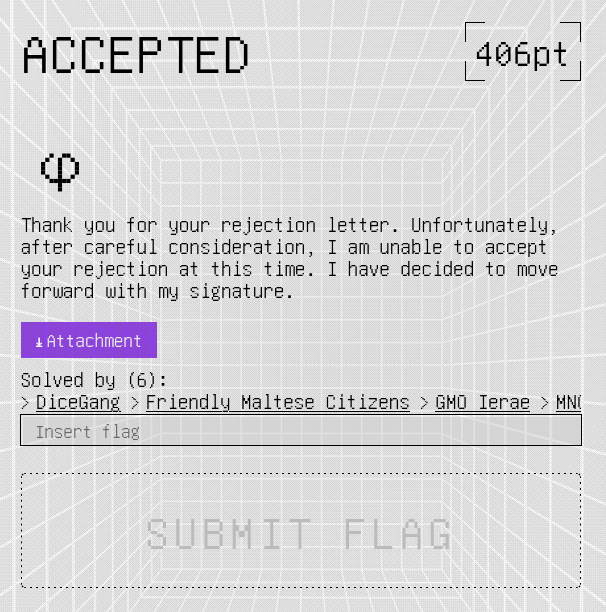 ACCEPTED
406pt
φ
Thank you for your rejection letter. Unfortunately,
after careful consideration, I am unable to accept
your rejection at this time. I have decided to move
forward with my signature.
Attachment
Solved by (6):
> DiceGang > Friendly Maltese Citizens > GMO Ierae >
Insert flag
SUBMIT FLAG